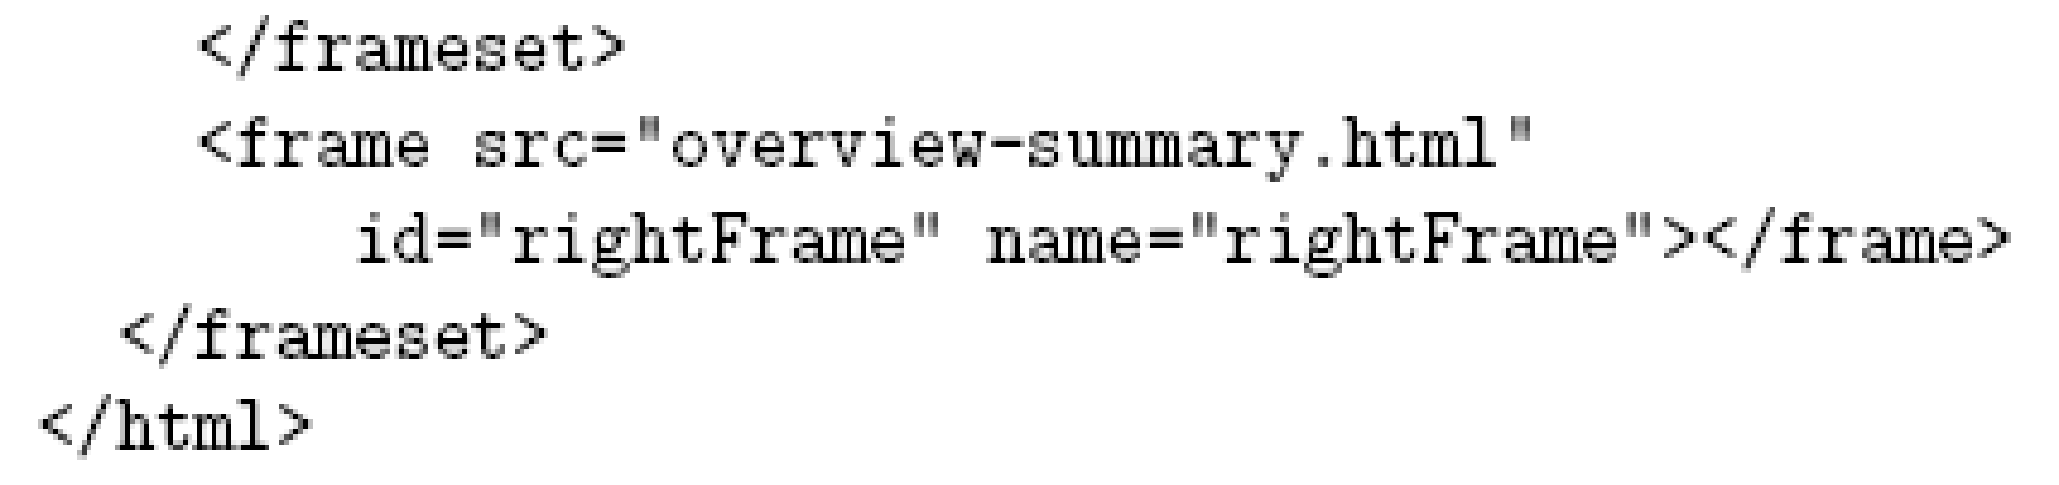 </frameset>
    <frame src="overview-summary.html"
        id="rightFrame" name="rightFrame"></frame>
  </frameset>
</html>